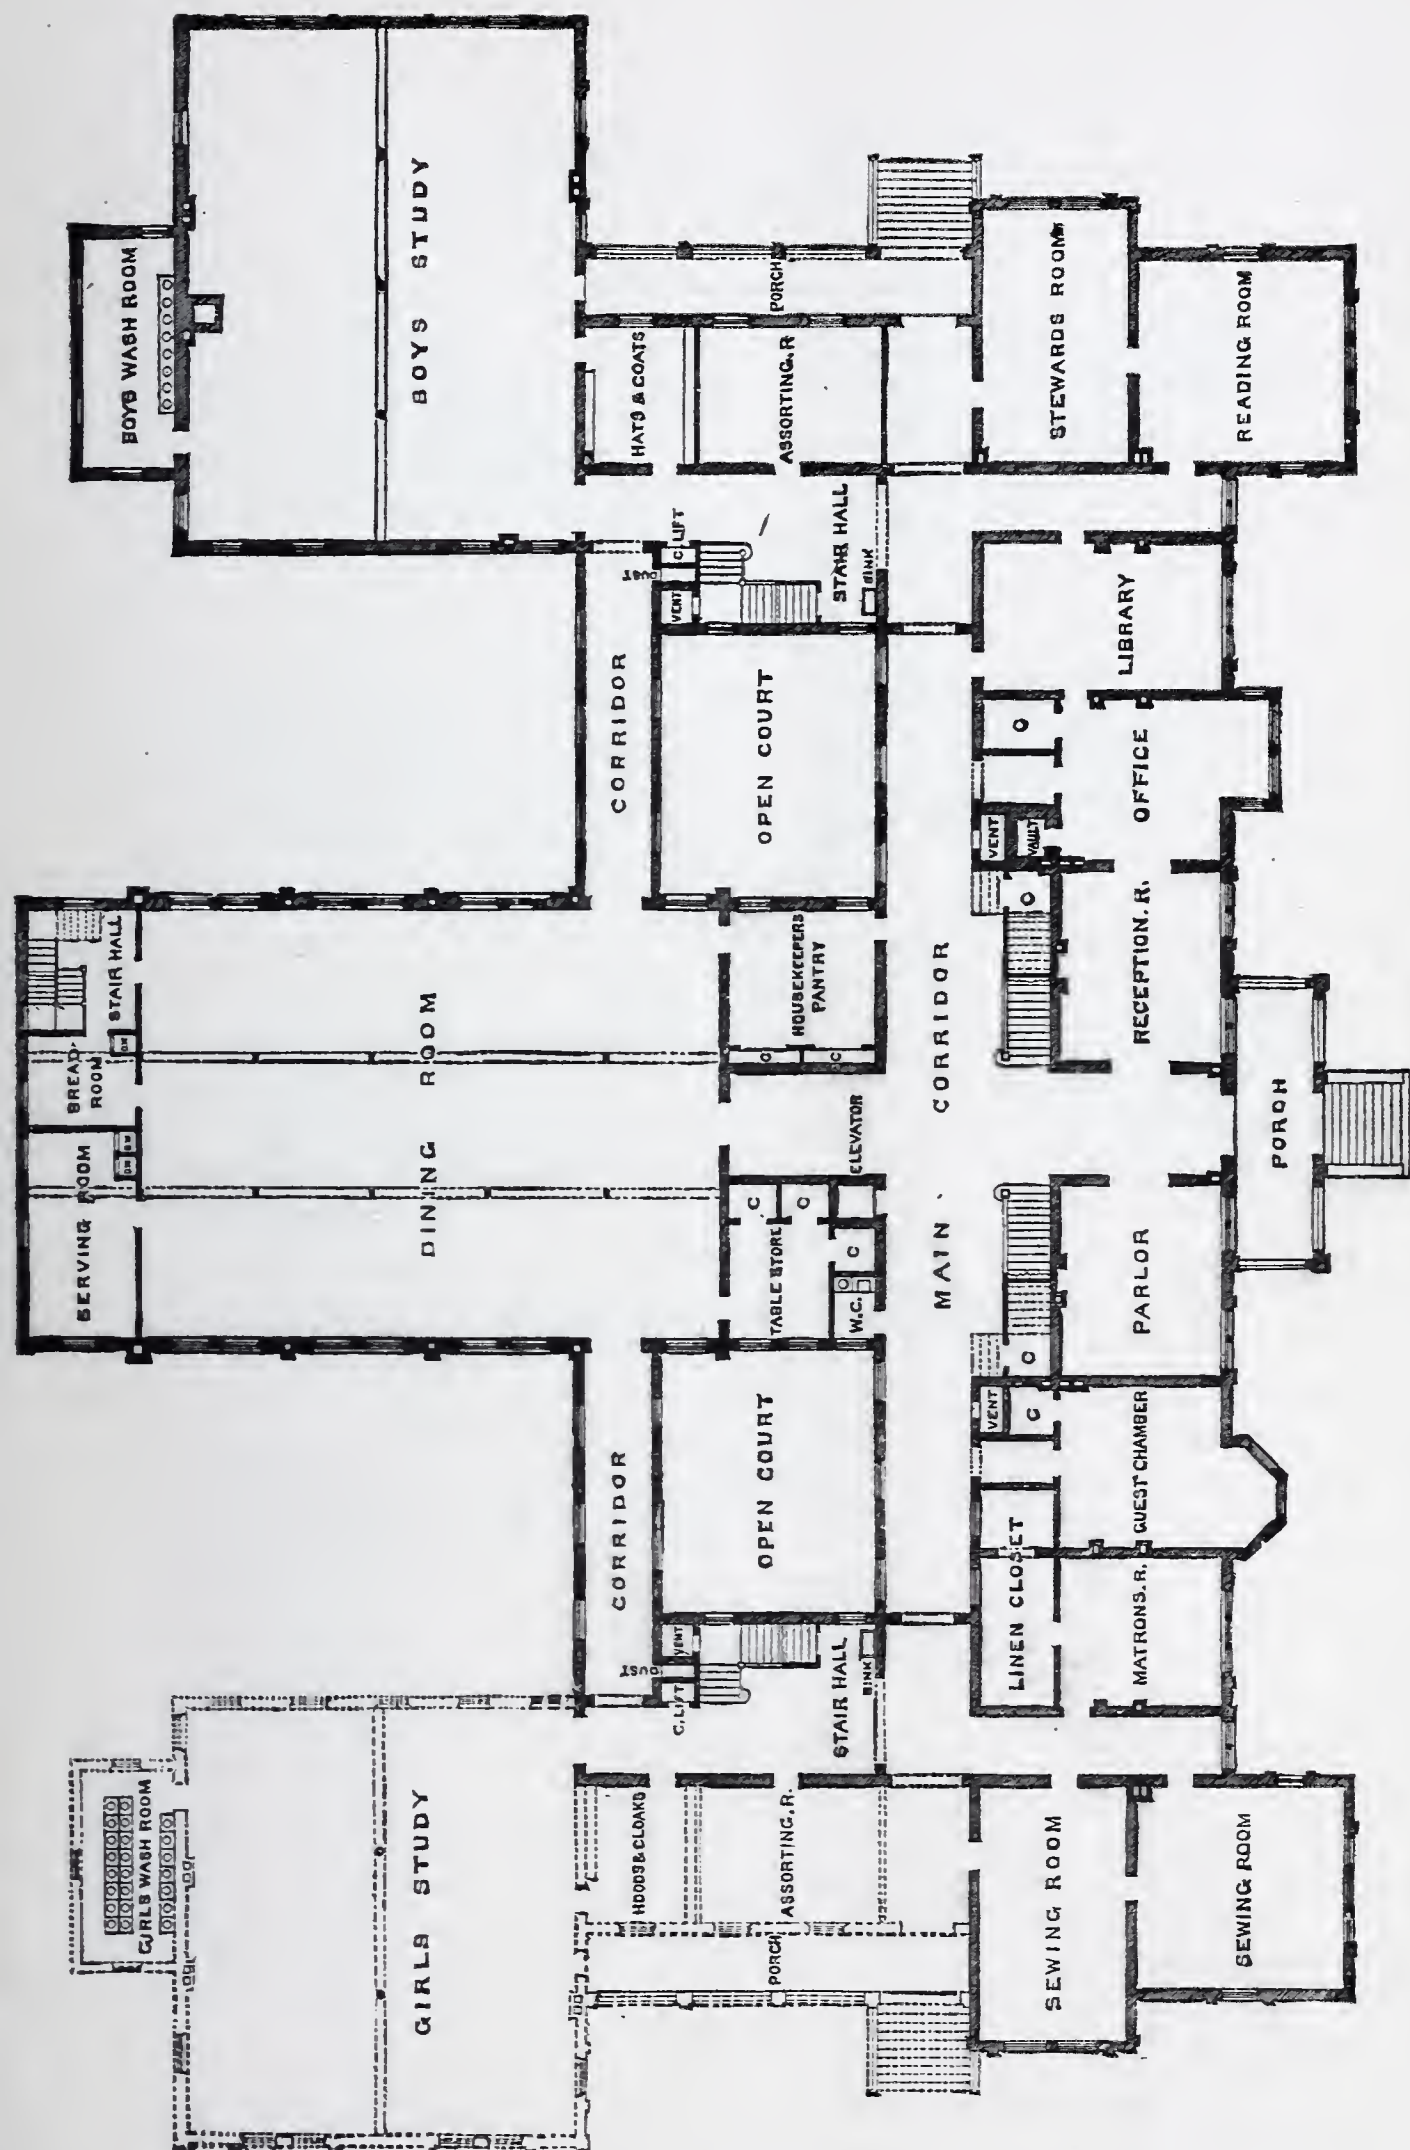 GIRLS WASH ROOM
SERVING ROOM
BREAD-
ROOM
STAIR HALL
BOYS WASH ROOM
DW
DW
DW
GIRLS STUDY
DINING ROOM
BOYS STUDY
CORRIDOR
CORRIDOR
HOODS & CLOAKS
C. LIFT
DUST
VENT
VENT
DUST
C. LIFT
HATS & COATS
PORCH
ASSORTING. R.
STAIR HALL
SINK
OPEN COURT
TABLE STORE
C
C
C
W.C.
ELEVATOR
C
C
HOUSEKEEPERS
PANTRY
OPEN COURT
STAIR HALL
SINK
ASSORTING. R
PORCH
MAIN CORRIDOR
SEWING ROOM
LINEN CLOSET
VENT
C
C
C
VENT
VAULT
C
STEWARDS ROOM
SEWING ROOM
MATRONS. R.
GUEST CHAMBER
PARLOR
RECEPTION. R.
OFFICE
LIBRARY
READING ROOM
PORCH